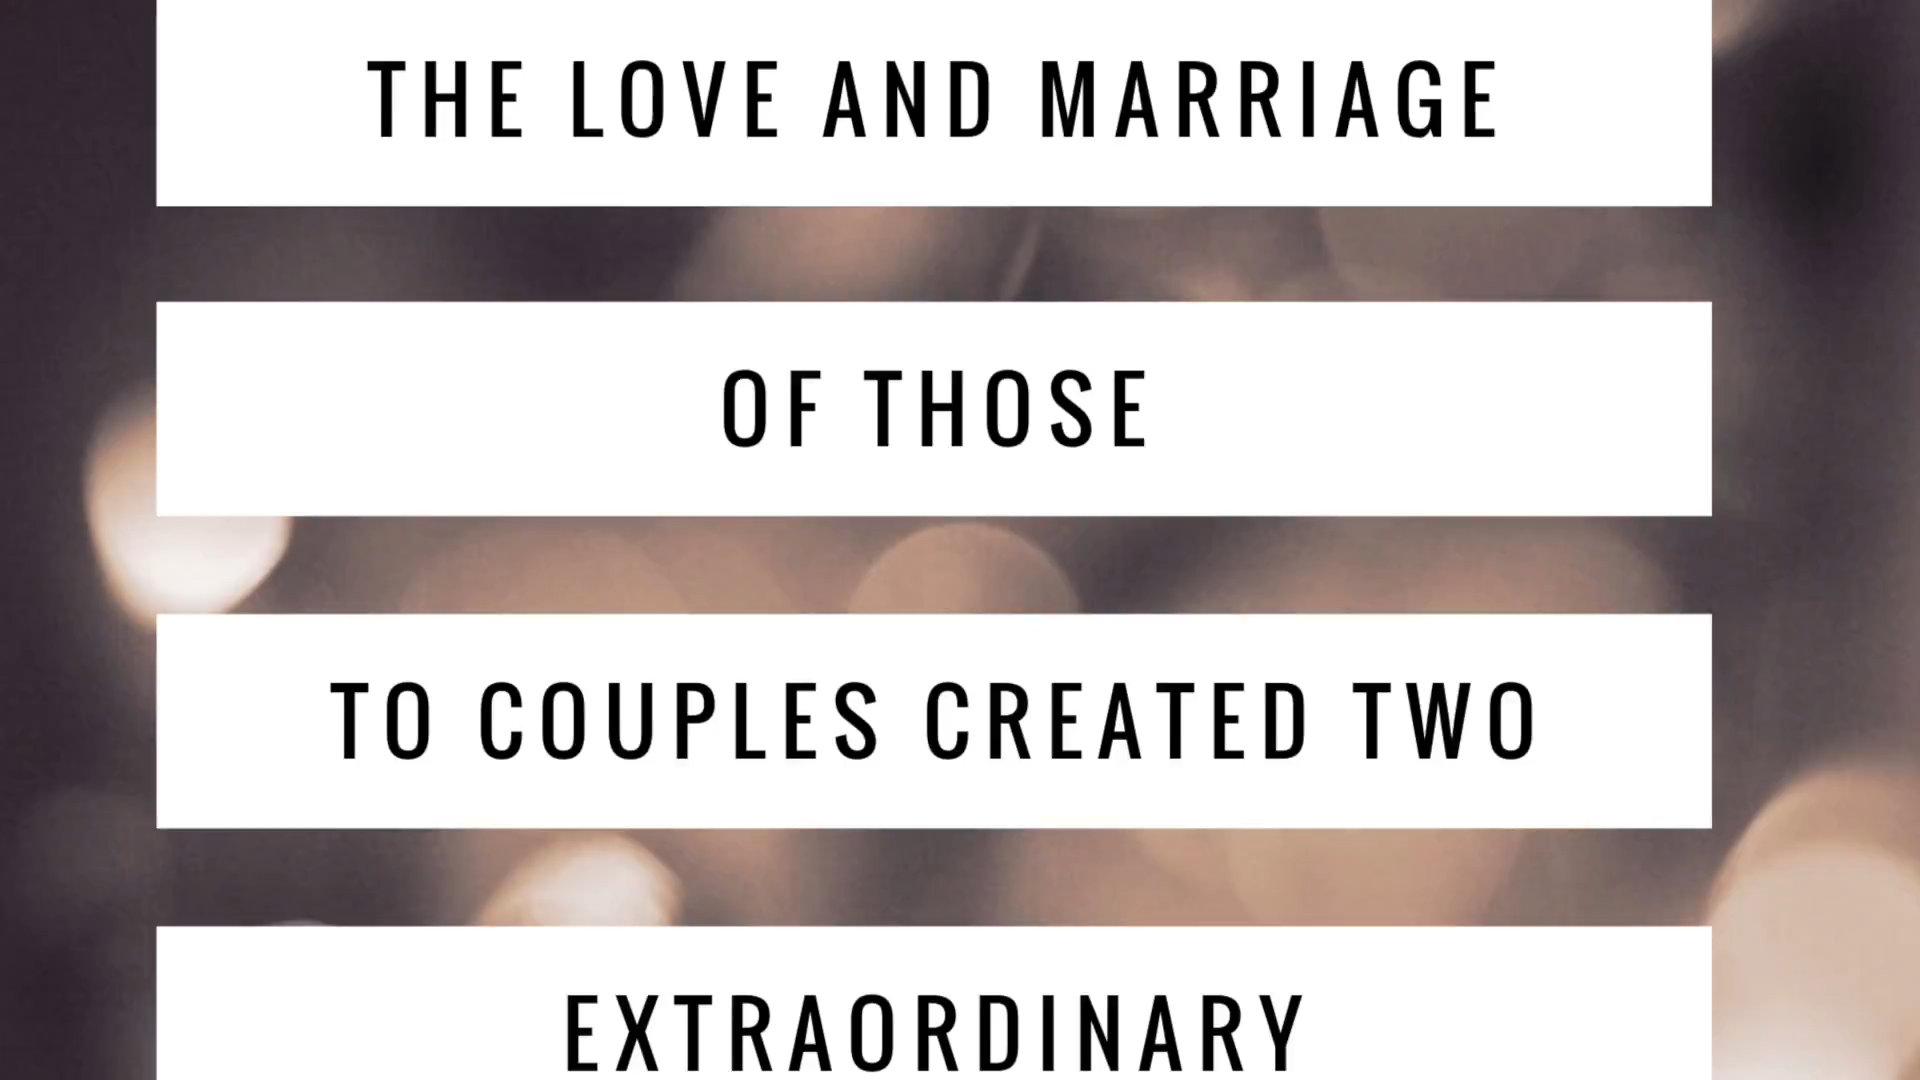 THE LOVE AND MARRIAGE
OF THOSE
TO COUPLES CREATED TWO
EXTRAORDINARY